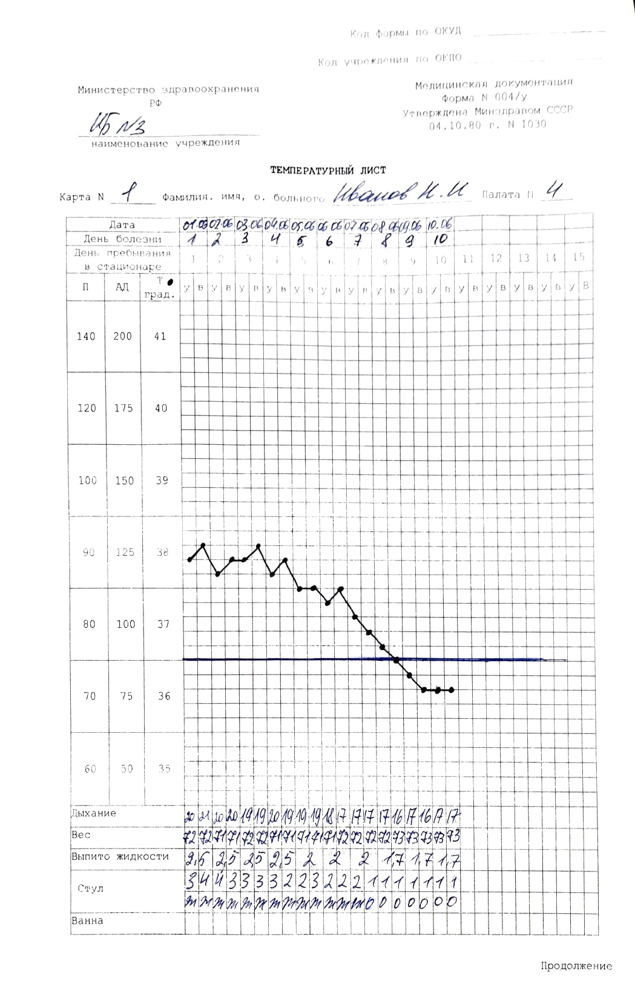 Код формы по ОКУД
Код учреждения по ОКПО
Министерство здравоохранения
РФ
Медицинская документация
Форма N 004/у
Утверждена Минздравом СССР
04.10.80 г. N 1030
N3
наименование учреждения
ТЕМПЕРАТУРНЫЙ ЛИСТ
Карта N 1 Фамилия. имя, о. больного Иванов И.И Палата N 4
Дата 01.06 02.06 03.06 04.06 05.06 06 06 07.06 08.06 09.06 10.06
День болезни 1 2 3 4 5 6 7 8 9 10
День пребывания
в стационаре 1 2 3 4 5 6 7 8 9 10 11 12 13 14 15
П АД Т град. У В У В У В У В У В У В У В У В У В У В У В У В У В У В У В
140 200 41
120 175 40
100 150 39
90 125 38
80 100 37
70 75 36
60 50 35
Дыхание 20 21 20 20 19 19 20 19 19 19 18 17 17 17 17 16 17 16 17 17
Вес 72 72 71 71 72 72 71 71 71 71 71 72 72 72 72 73 73 73 73 73
Выпито жидкости 2,5 2,5 2,5 2,5 2 2 2 1,7 1,7 1,7
Стул 3 4 4 3 3 3 3 2 2 3 2 2 2 1 1 1 1 1 1 1
ж ж ж ж ж ж ж ж ж ж ж ж ж 0 0 0 0 0 0 0
Ванна
Продолжение